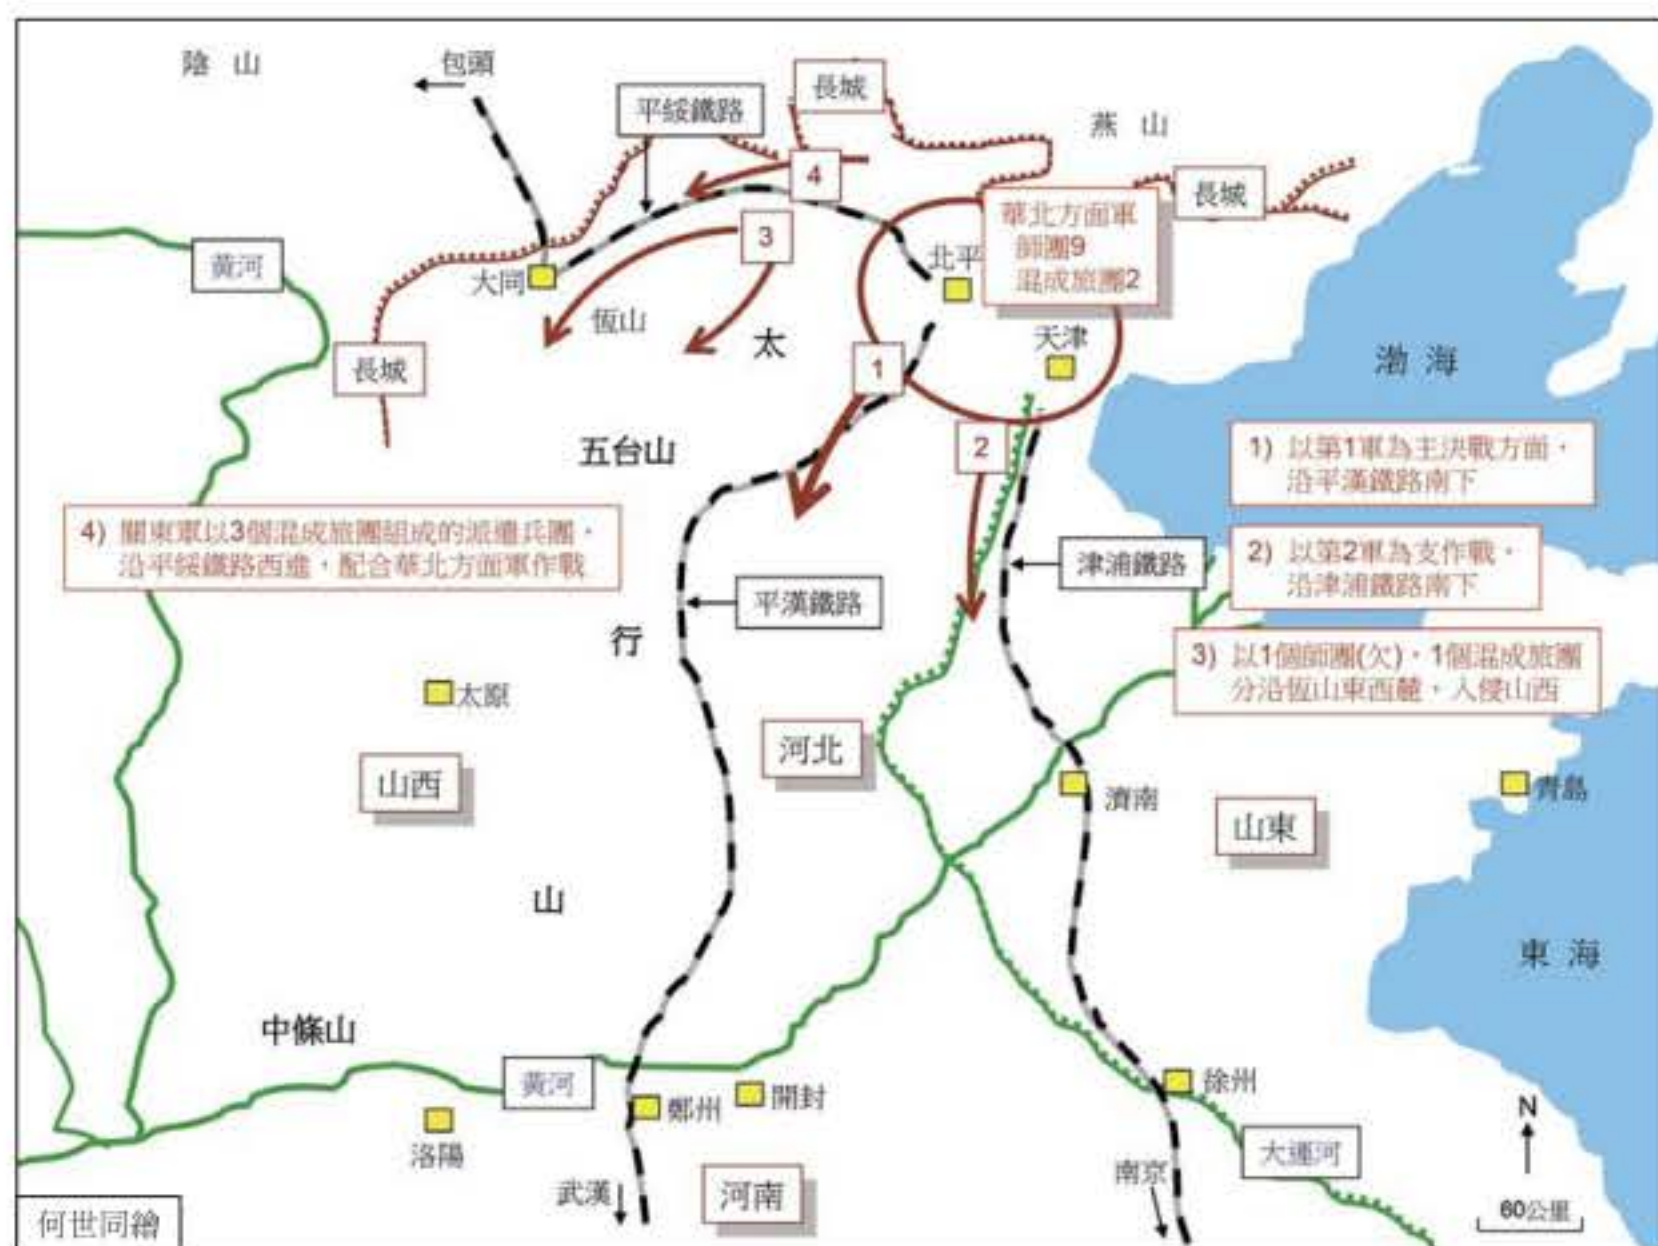 陰 山
包頭
平綏鐵路
長城
燕 山
4
長城
黃河
3
華北方面軍
師團9
混成旅團2
大同
北平
恆山
太
長城
1
天津
渤 海
五台山
2
1) 以第1軍為主決戰方面，
沿平漢鐵路南下
4) 關東軍以3個混成旅團組成的派遣兵團，
沿平綏鐵路西進，配合華北方面軍作戰
津浦鐵路
2) 以第2軍為支作戰，
沿津浦鐵路南下
平漢鐵路
行
3) 以1個師團(欠)，1個混成旅團
分沿恆山東西麓，入侵山西
太原
河北
山西
濟南
青島
山東
山
東 海
中條山
黃河
鄭州
開封
徐州
洛陽
N
大運河
武漢
河南
南京
60公里
何世同繪